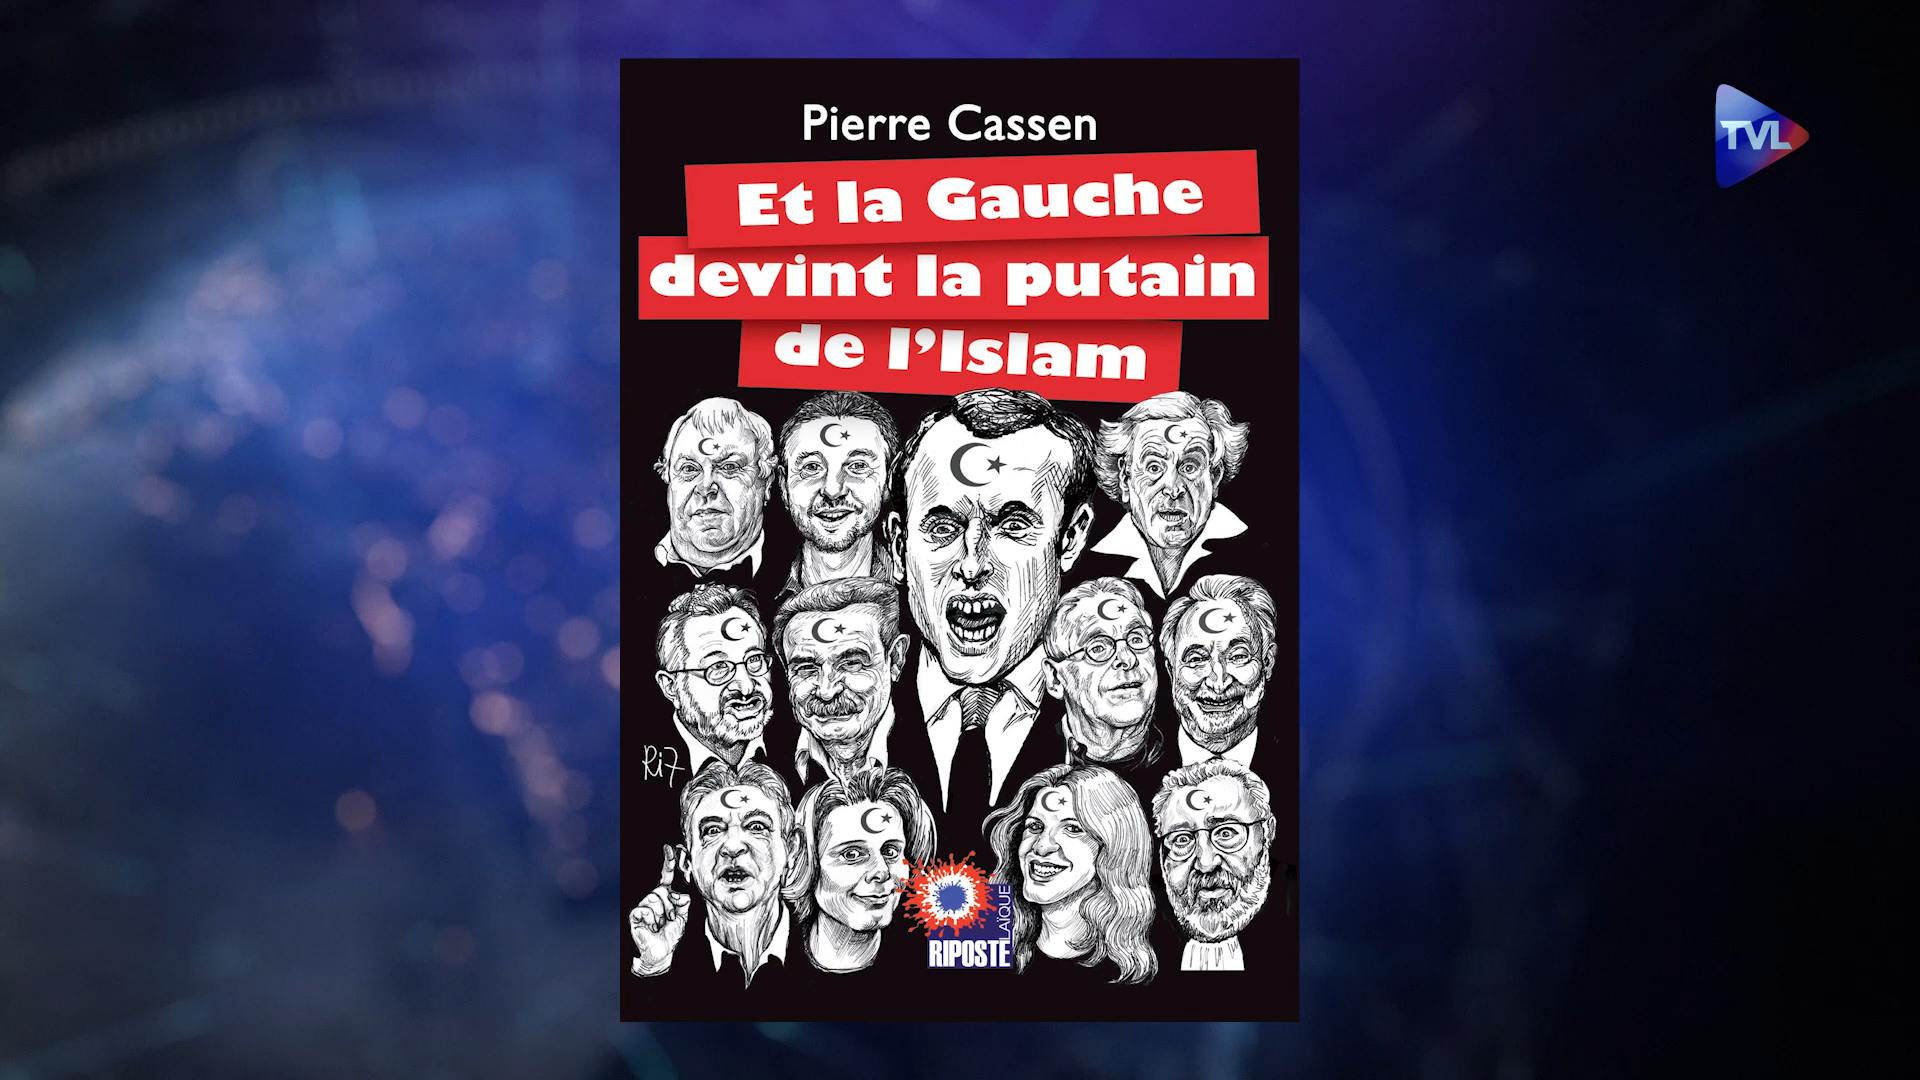 Pierre Cassen
Et la Gauche
devint la putain
de l'Islam
TVL
Ri7
RIPOSTE
LAÏQUE